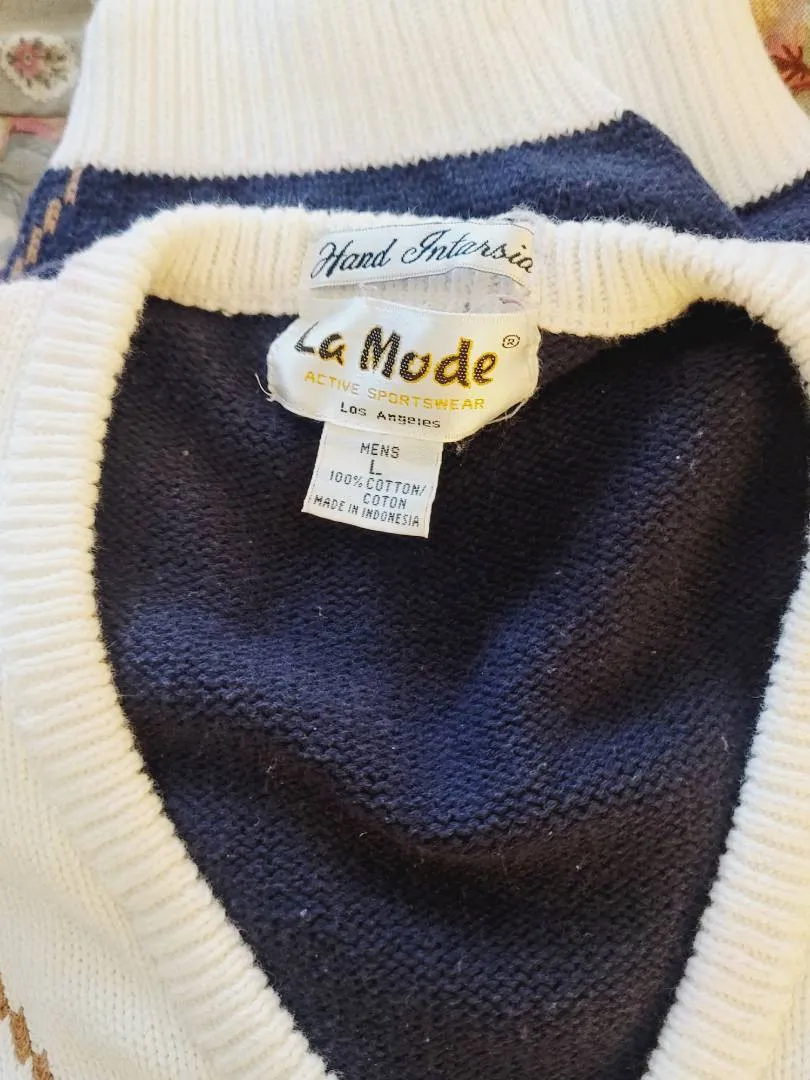 Hand Intarsia
La Mode ®
ACTIVE SPORTSWEAR
Los Angeles
MENS
L
100% COTTON/
COTON
MADE IN INDONESIA